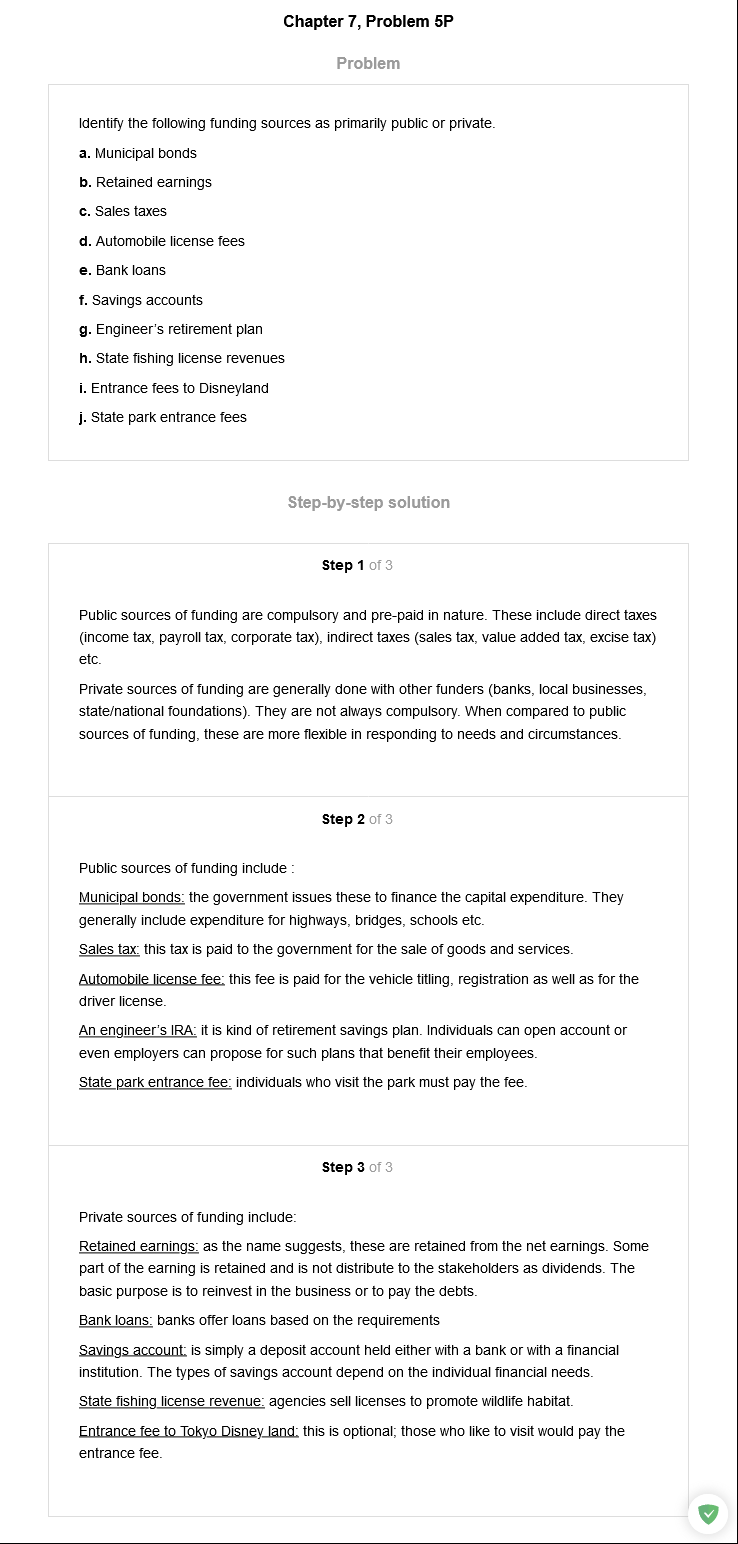 Chapter 7, Problem 5P
Problem
Identify the following funding sources as primarily public or private.
a. Municipal bonds
b. Retained earnings
c. Sales taxes
d. Automobile license fees
e. Bank loans
f. Savings accounts
g. Engineer’s retirement plan
h. State fishing license revenues
i. Entrance fees to Disneyland
j. State park entrance fees
Step-by-step solution
Step 1 of 3
Public sources of funding are compulsory and pre-paid in nature. These include direct taxes
(income tax, payroll tax, corporate tax), indirect taxes (sales tax, value added tax, excise tax)
etc.
Private sources of funding are generally done with other funders (banks, local businesses,
state/national foundations). They are not always compulsory. When compared to public
sources of funding, these are more flexible in responding to needs and circumstances.
Step 2 of 3
Public sources of funding include :
Municipal bonds: the government issues these to finance the capital expenditure. They
generally include expenditure for highways, bridges, schools etc.
Sales tax: this tax is paid to the government for the sale of goods and services.
Automobile license fee: this fee is paid for the vehicle titling, registration as well as for the
driver license.
An engineer’s IRA: it is kind of retirement savings plan. Individuals can open account or
even employers can propose for such plans that benefit their employees.
State park entrance fee: individuals who visit the park must pay the fee.
Step 3 of 3
Private sources of funding include:
Retained earnings: as the name suggests, these are retained from the net earnings. Some
part of the earning is retained and is not distribute to the stakeholders as dividends. The
basic purpose is to reinvest in the business or to pay the debts.
Bank loans: banks offer loans based on the requirements
Savings account: is simply a deposit account held either with a bank or with a financial
institution. The types of savings account depend on the individual financial needs.
State fishing license revenue: agencies sell licenses to promote wildlife habitat.
Entrance fee to Tokyo Disney land: this is optional; those who like to visit would pay the
entrance fee.